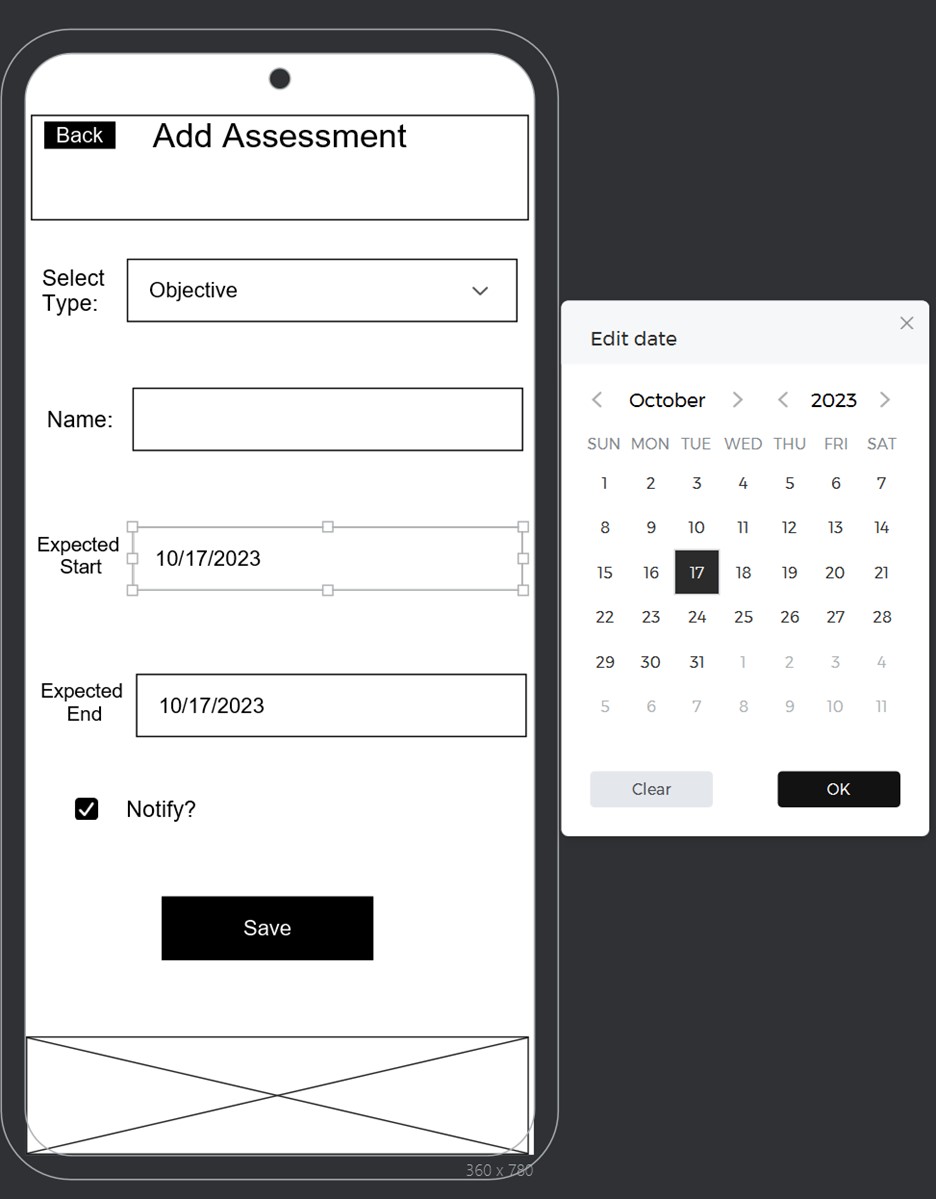 Back
Add Assessment
Select
Type:
Objective
Name:
Expected
Start
10/17/2023
Expected
End
10/17/2023
Notify?
Save
360 x 780
Edit date
October 2023
SUN MON TUE WED THU FRI SAT
1 2 3 4 5 6 7
8 9 10 11 12 13 14
15 16 17 18 19 20 21
22 23 24 25 26 27 28
29 30 31 1 2 3 4
5 6 7 8 9 10 11
Clear OK